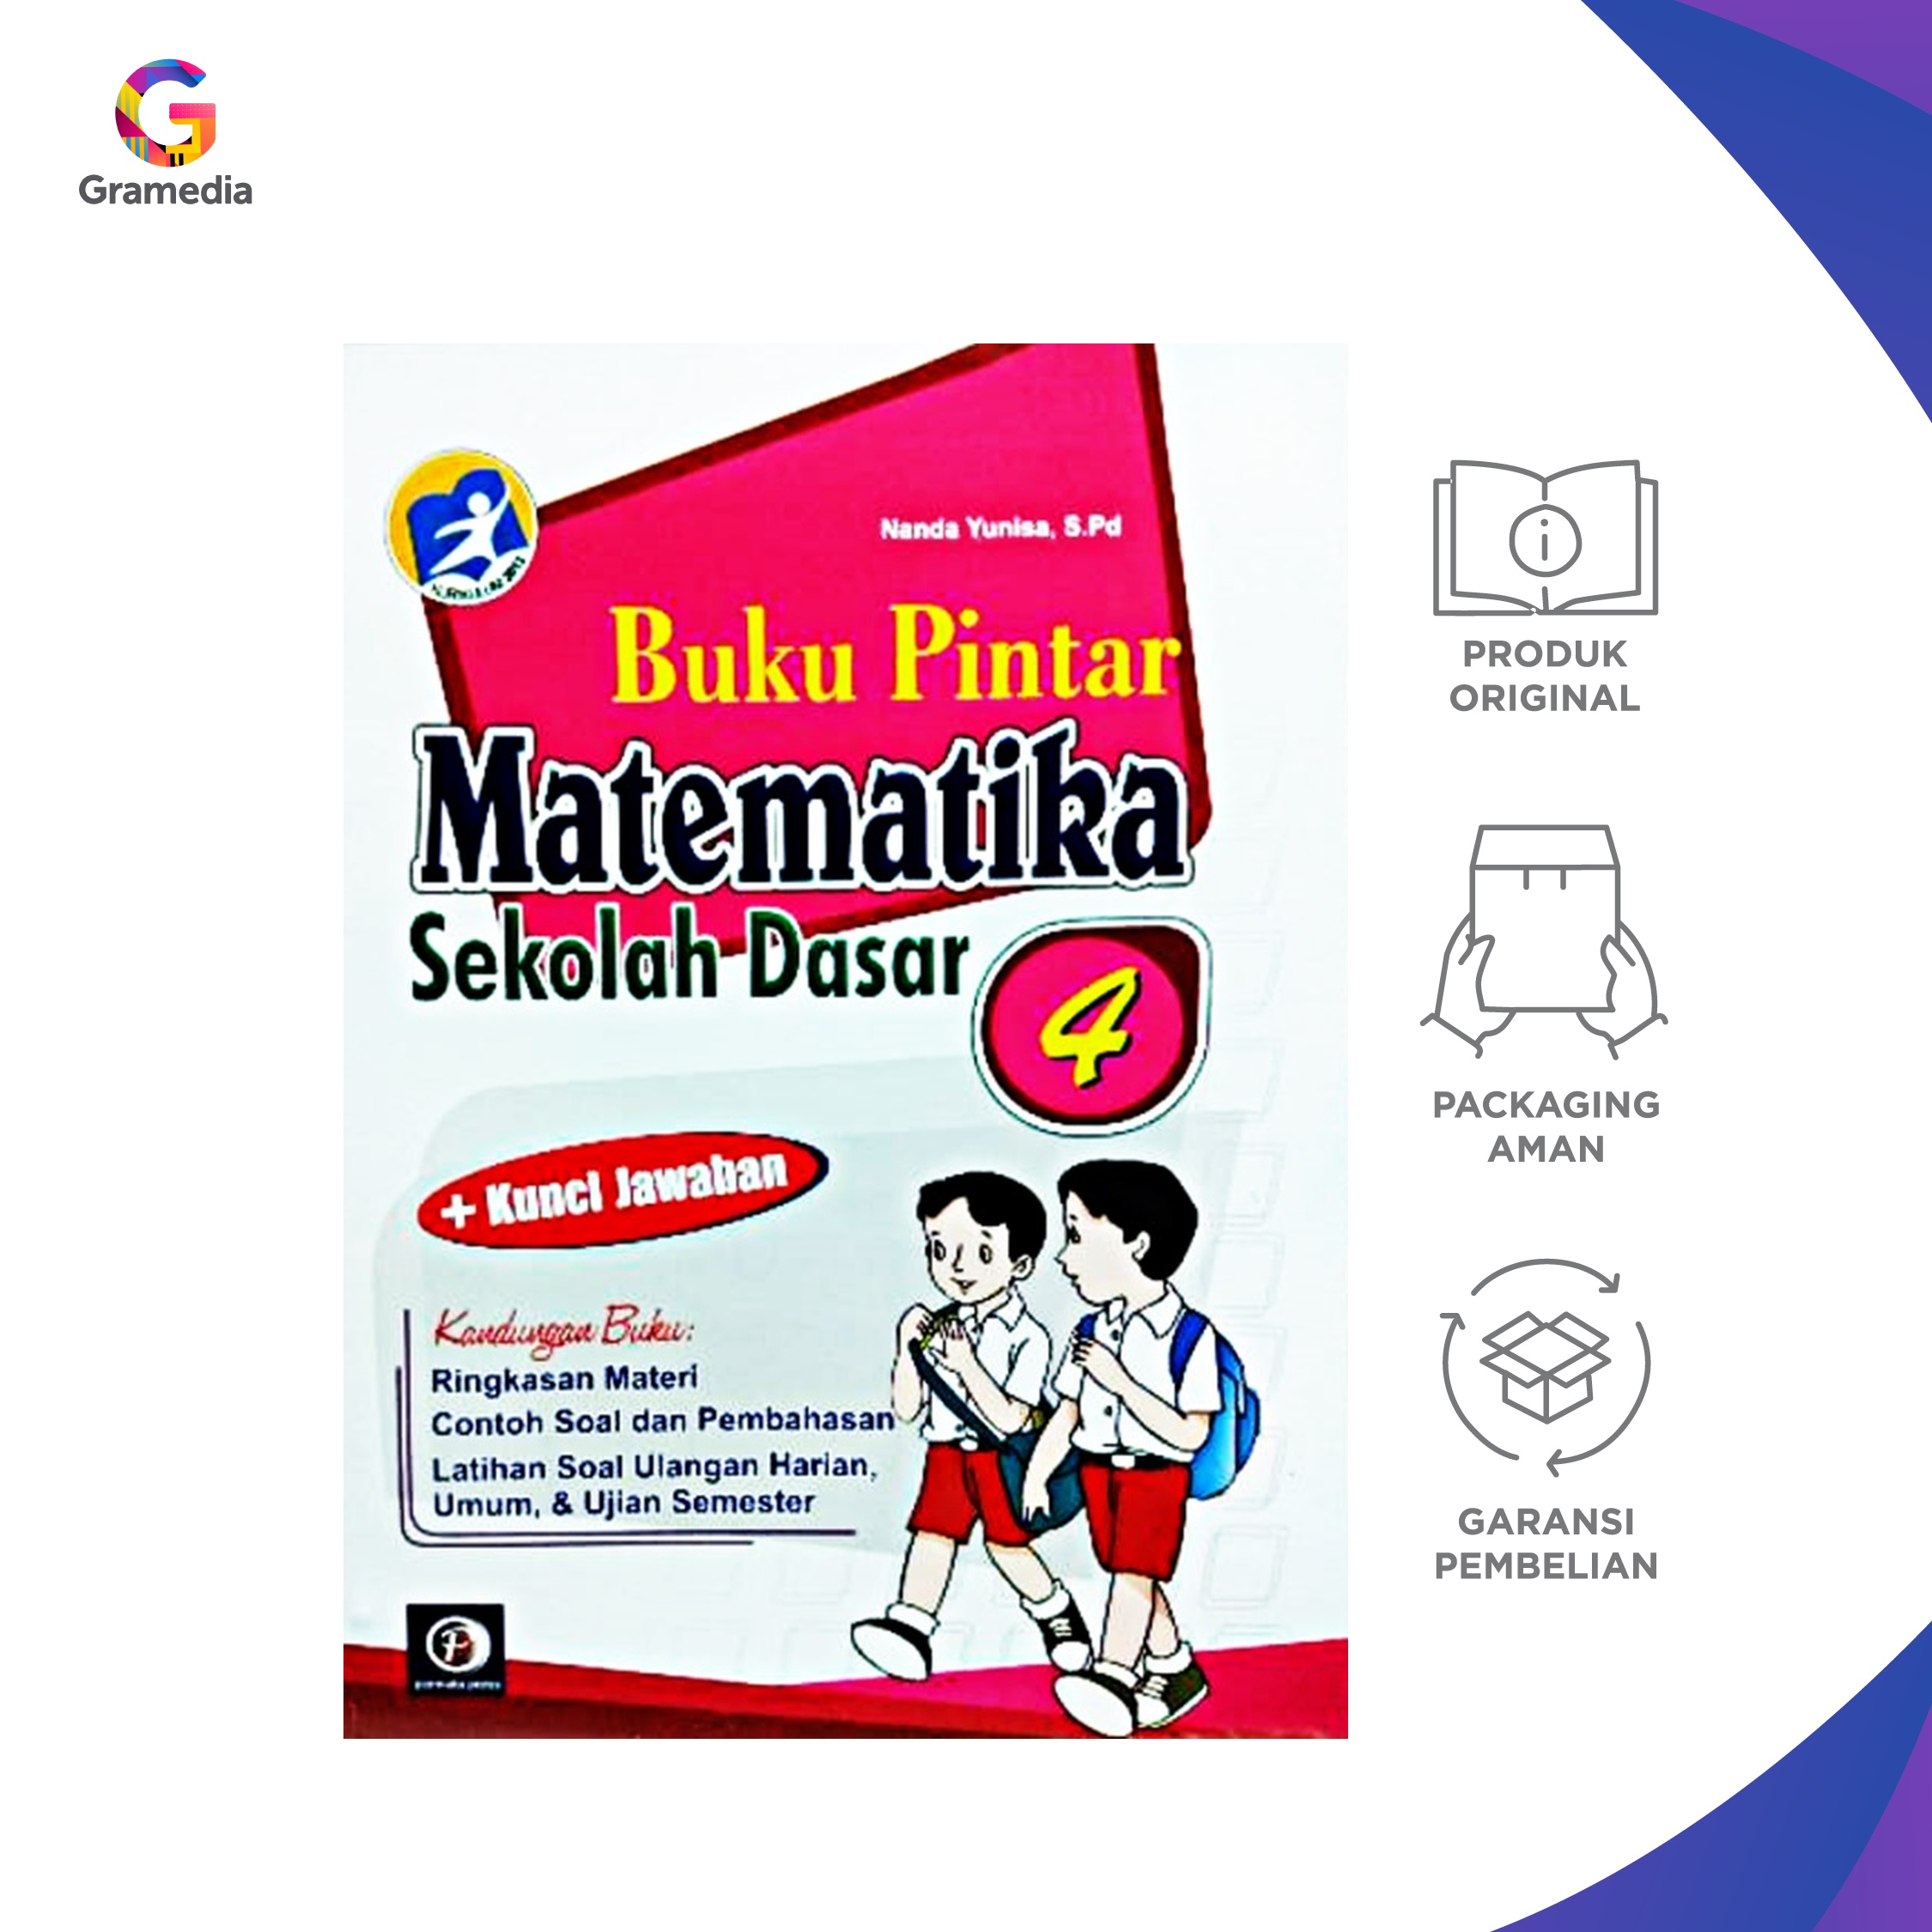 Gramedia
Nanda Yunisa, S.Pd
Buku Pintar
Matematika
Sekolah Dasar
4
+ Kunci Jawaban
Kandungan Buku:
Ringkasan Materi
Contoh Soal dan Pembahasan
Latihan Soal Ulangan Harian,
Umum, & Ujian Semester
PRODUK
ORIGINAL
PACKAGING
AMAN
GARANSI
PEMBELIAN